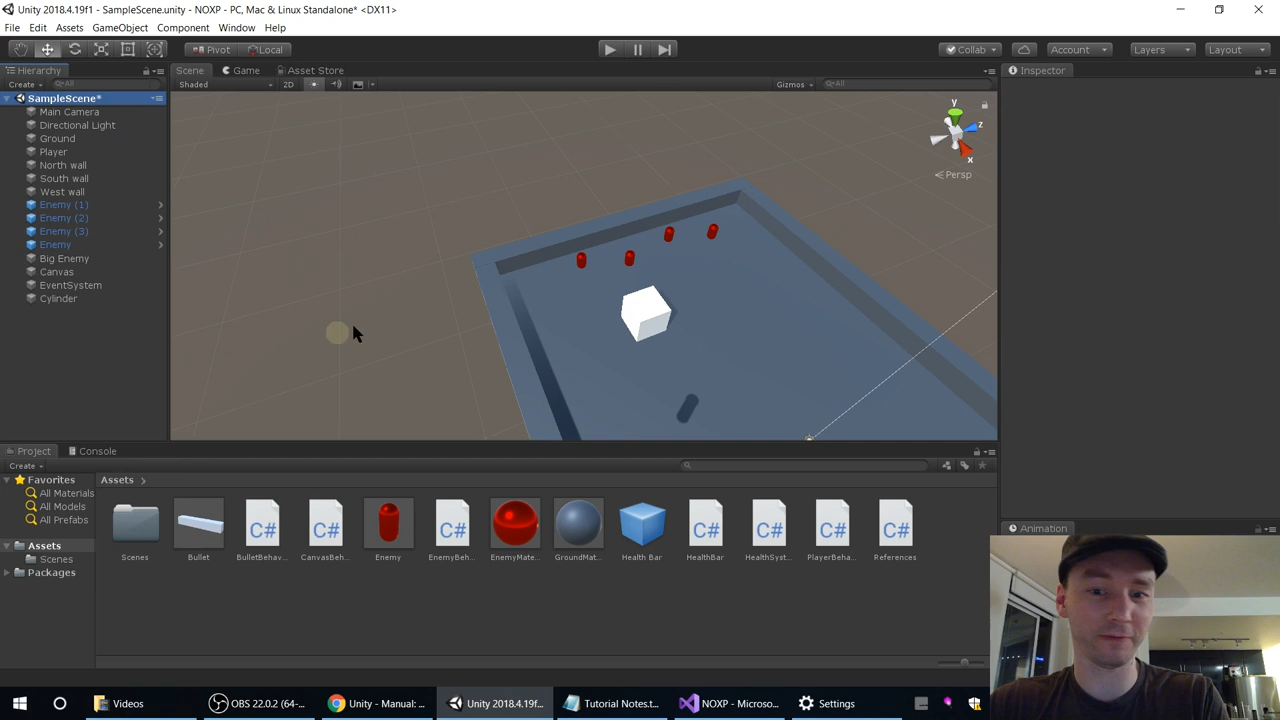 Unity 2018.4.19f1 - SampleScene.unity - NOXP - PC, Mac & Linux Standalone* <DX11>
File Edit Assets GameObject Component Window Help
Pivot Local Collab Account Layers Layout
Hierarchy Scene Game Asset Store Inspector
Create All Shaded 2D Gizmos All
SampleScene*
Main Camera
Directional Light
Ground
Player
North wall
South wall
West wall
Enemy (1)
Enemy (2)
Enemy (3)
Enemy
Big Enemy
Canvas
EventSystem
Cylinder
y
z
x
Persp
Project Console
Create
Favorites
All Materials
All Models
All Prefabs
Assets
Scenes
Packages
Assets
Scenes Bullet BulletBehav... CanvasBeh... Enemy EnemyBeh... EnemyMate... GroundMat... Health Bar HealthBar HealthSyst... PlayerBeha... References
Animation
Videos OBS 22.0.2 (64-... Unity - Manual: ... Unity 2018.4.19f... Tutorial Notes.t... NOXP - Microso... Settings